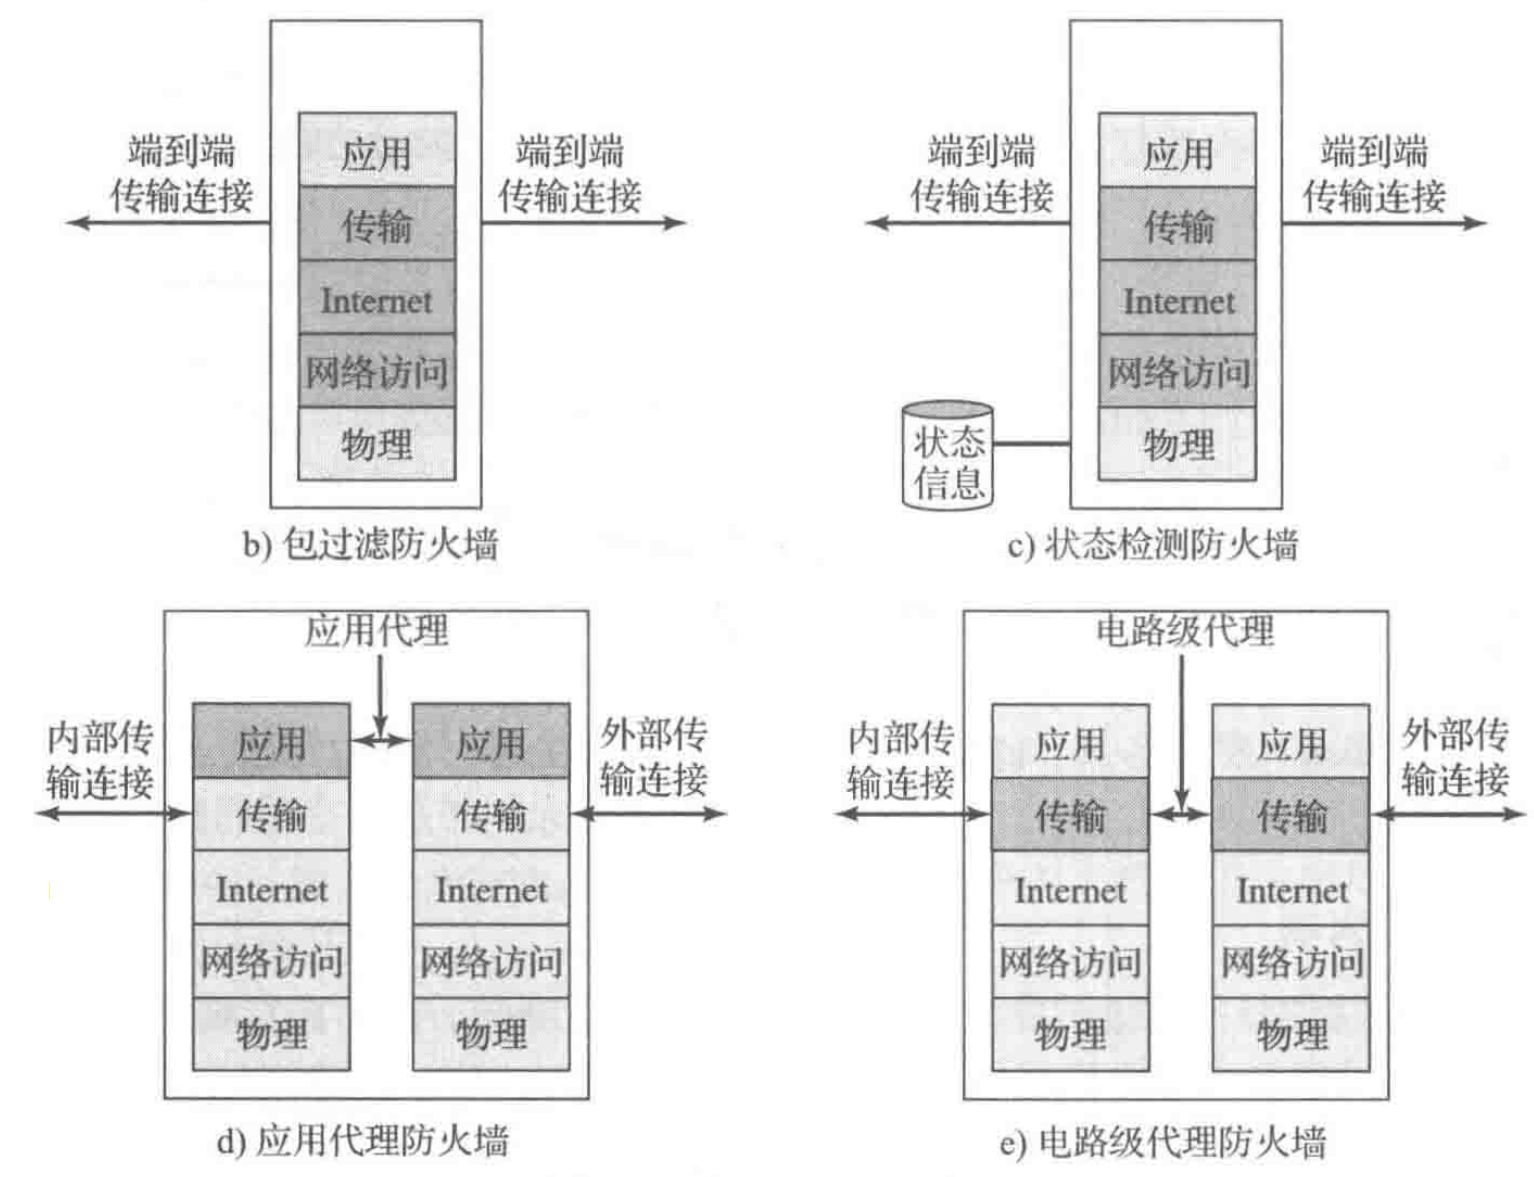 端到端
传输连接
应用
传输
Internet
网络访问
物理
端到端
传输连接
b) 包过滤防火墙
端到端
传输连接
应用
传输
Internet
网络访问
物理
端到端
传输连接
状态
信息
c) 状态检测防火墙
应用代理
内部传
输连接
应用
传输
Internet
网络访问
物理
应用
传输
Internet
网络访问
物理
外部传
输连接
d) 应用代理防火墙
电路级代理
内部传
输连接
应用
传输
Internet
网络访问
物理
应用
传输
Internet
网络访问
物理
外部传
输连接
e) 电路级代理防火墙